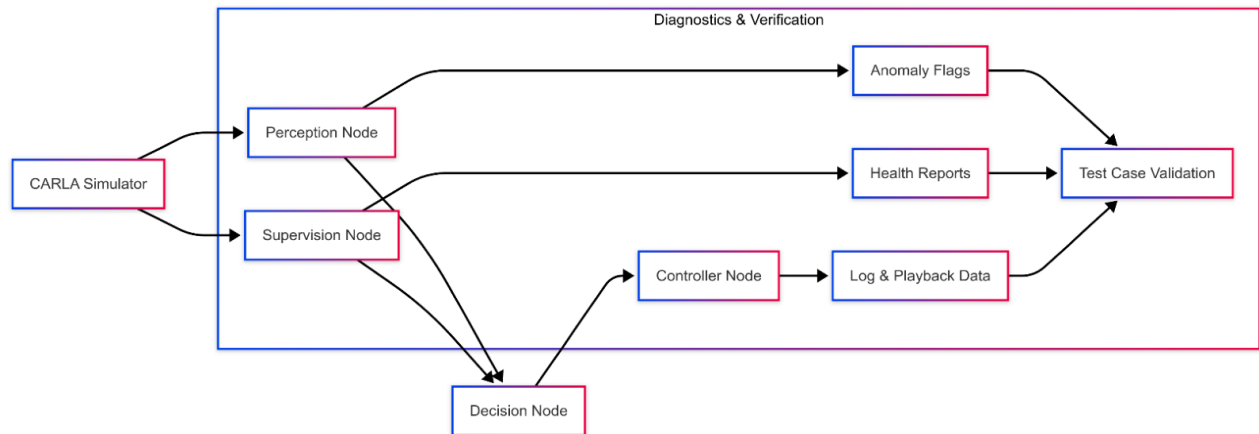 Diagnostics & Verification
Anomaly Flags
Perception Node
CARLA Simulator
Health Reports
Test Case Validation
Supervision Node
Controller Node
Log & Playback Data
Decision Node